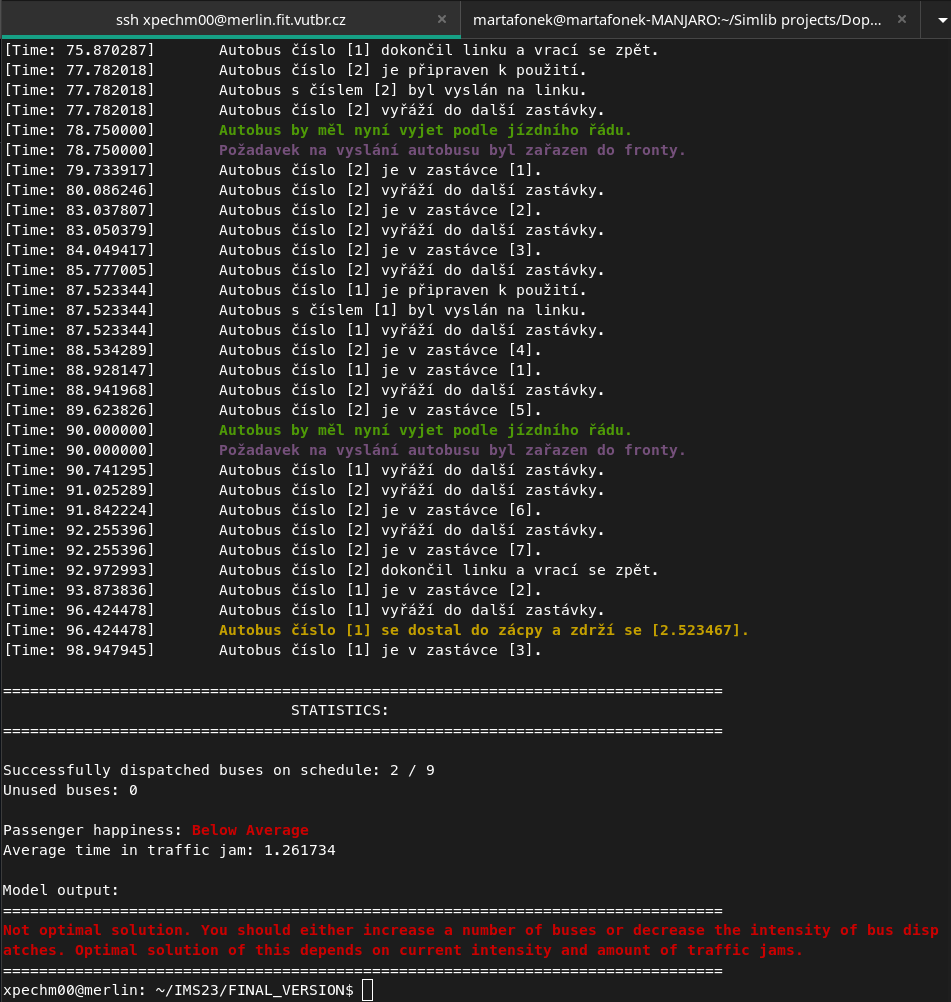 ssh xpechm00@merlin.fit.vutbr.cz × martafonek@martafonek-MANJARO:~/Simlib projects/Dop... ×
[Time: 75.870287] Autobus číslo [1] dokončil linku a vrací se zpět.
[Time: 77.782018] Autobus číslo [2] je připraven k použití.
[Time: 77.782018] Autobus s číslem [2] byl vyslán na linku.
[Time: 77.782018] Autobus číslo [2] vyřáží do další zastávky.
[Time: 78.750000] Autobus by měl nyní vyjet podle jízdního řádu.
[Time: 78.750000] Požadavek na vyslání autobusu byl zařazen do fronty.
[Time: 79.733917] Autobus číslo [2] je v zastávce [1].
[Time: 80.086246] Autobus číslo [2] vyřáží do další zastávky.
[Time: 83.037807] Autobus číslo [2] je v zastávce [2].
[Time: 83.050379] Autobus číslo [2] vyřáží do další zastávky.
[Time: 84.049417] Autobus číslo [2] je v zastávce [3].
[Time: 85.777005] Autobus číslo [2] vyřáží do další zastávky.
[Time: 87.523344] Autobus číslo [1] je připraven k použití.
[Time: 87.523344] Autobus s číslem [1] byl vyslán na linku.
[Time: 87.523344] Autobus číslo [1] vyřáží do další zastávky.
[Time: 88.534289] Autobus číslo [2] je v zastávce [4].
[Time: 88.928147] Autobus číslo [1] je v zastávce [1].
[Time: 88.941968] Autobus číslo [2] vyřáží do další zastávky.
[Time: 89.623826] Autobus číslo [2] je v zastávce [5].
[Time: 90.000000] Autobus by měl nyní vyjet podle jízdního řádu.
[Time: 90.000000] Požadavek na vyslání autobusu byl zařazen do fronty.
[Time: 90.741295] Autobus číslo [1] vyřáží do další zastávky.
[Time: 91.025289] Autobus číslo [2] vyřáží do další zastávky.
[Time: 91.842224] Autobus číslo [2] je v zastávce [6].
[Time: 92.255396] Autobus číslo [2] vyřáží do další zastávky.
[Time: 92.255396] Autobus číslo [2] je v zastávce [7].
[Time: 92.972993] Autobus číslo [2] dokončil linku a vrací se zpět.
[Time: 93.873836] Autobus číslo [1] je v zastávce [2].
[Time: 96.424478] Autobus číslo [1] vyřáží do další zastávky.
[Time: 96.424478] Autobus číslo [1] se dostal do zácpy a zdrží se [2.523467].
[Time: 98.947945] Autobus číslo [1] je v zastávce [3].
================================================================================
STATISTICS:
================================================================================
Successfully dispatched buses on schedule: 2 / 9
Unused buses: 0
Passenger happiness: Below Average
Average time in traffic jam: 1.261734
Model output:
================================================================================
Not optimal solution. You should either increase a number of buses or decrease the intensity of bus disp
atches. Optimal solution of this depends on current intensity and amount of traffic jams.
================================================================================
xpechm00@merlin: ~/IMS23/FINAL_VERSION$